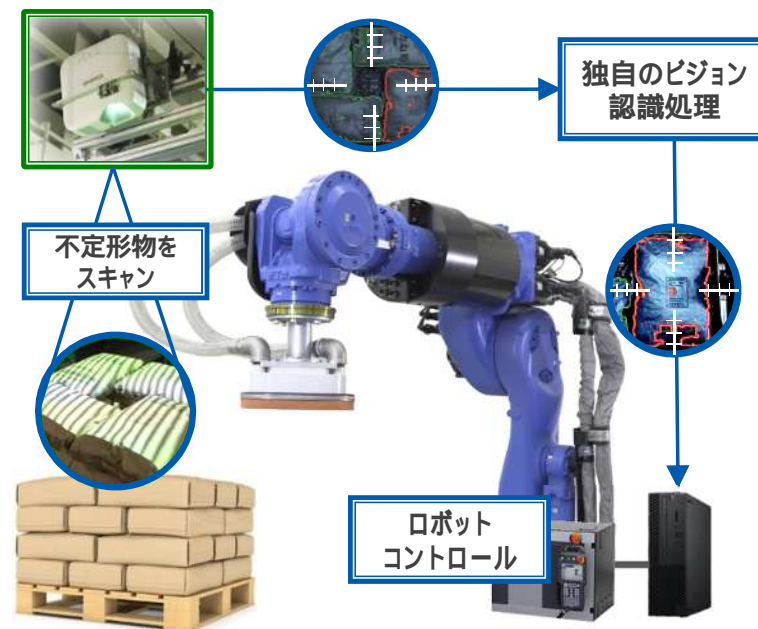 独自のビジョン
認識処理
不定形物を
スキャン
ロボット
コントロール